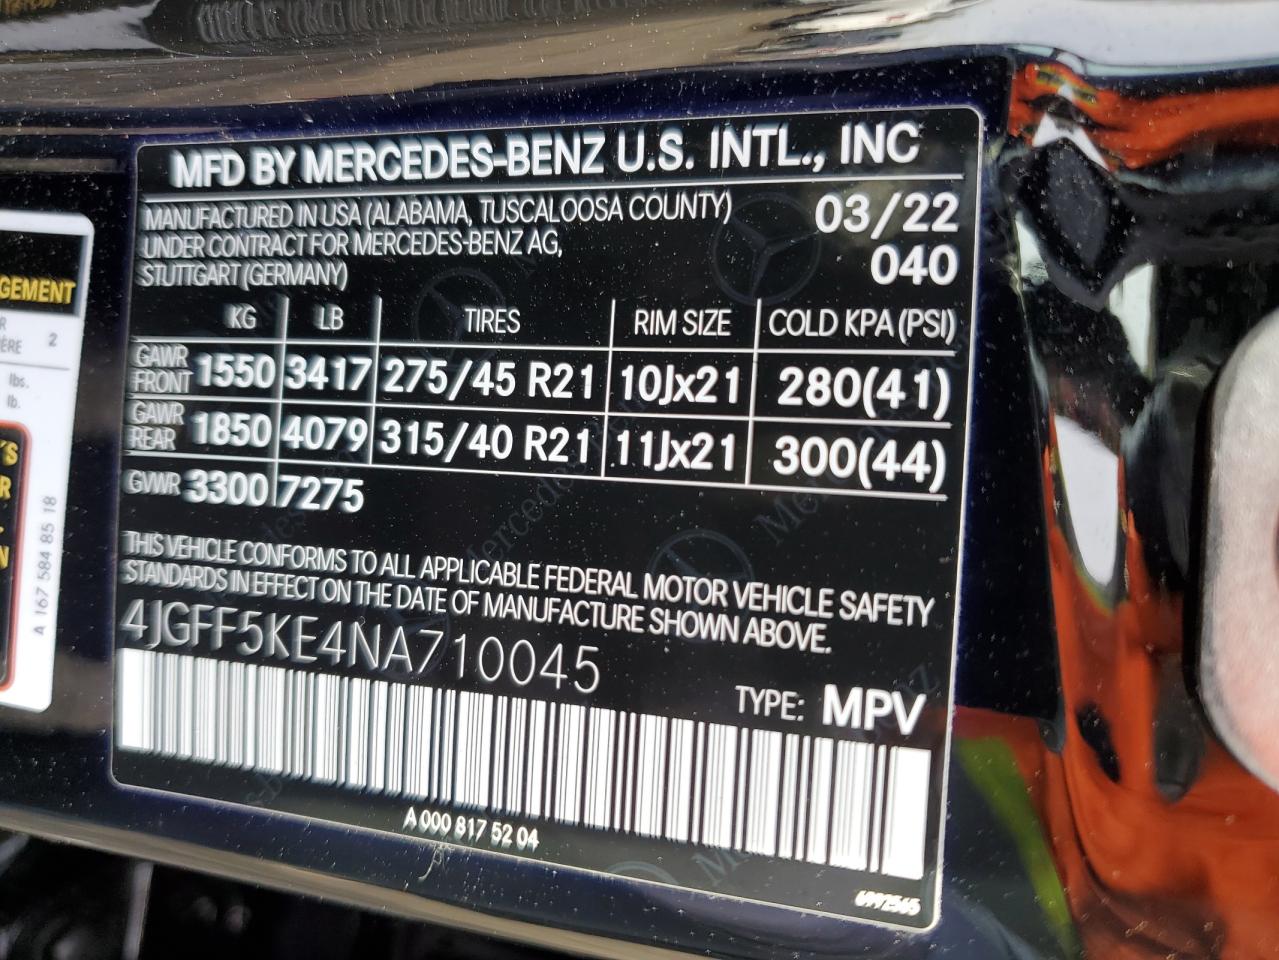 MFD BY MERCEDES-BENZ U.S. INTL., INC
MANUFACTURED IN USA (ALABAMA, TUSCALOOSA COUNTY) 03/22
UNDER CONTRACT FOR MERCEDES-BENZ AG, 040
STUTTGART (GERMANY)
KG LB TIRES RIM SIZE COLD KPA (PSI)
GAWR FRONT 1550 3417 275/45 R21 10Jx21 280(41)
GAWR REAR 1850 4079 315/40 R21 11Jx21 300(44)
GVWR 3300 7275
THIS VEHICLE CONFORMS TO ALL APPLICABLE FEDERAL MOTOR VEHICLE SAFETY
STANDARDS IN EFFECT ON THE DATE OF MANUFACTURE SHOWN ABOVE.
4JGFF5KE4NA710045
TYPE: MPV
A 000 817 52 04
6992565
GEMENT
2
lbs.
lb.
A 167 584 85 18